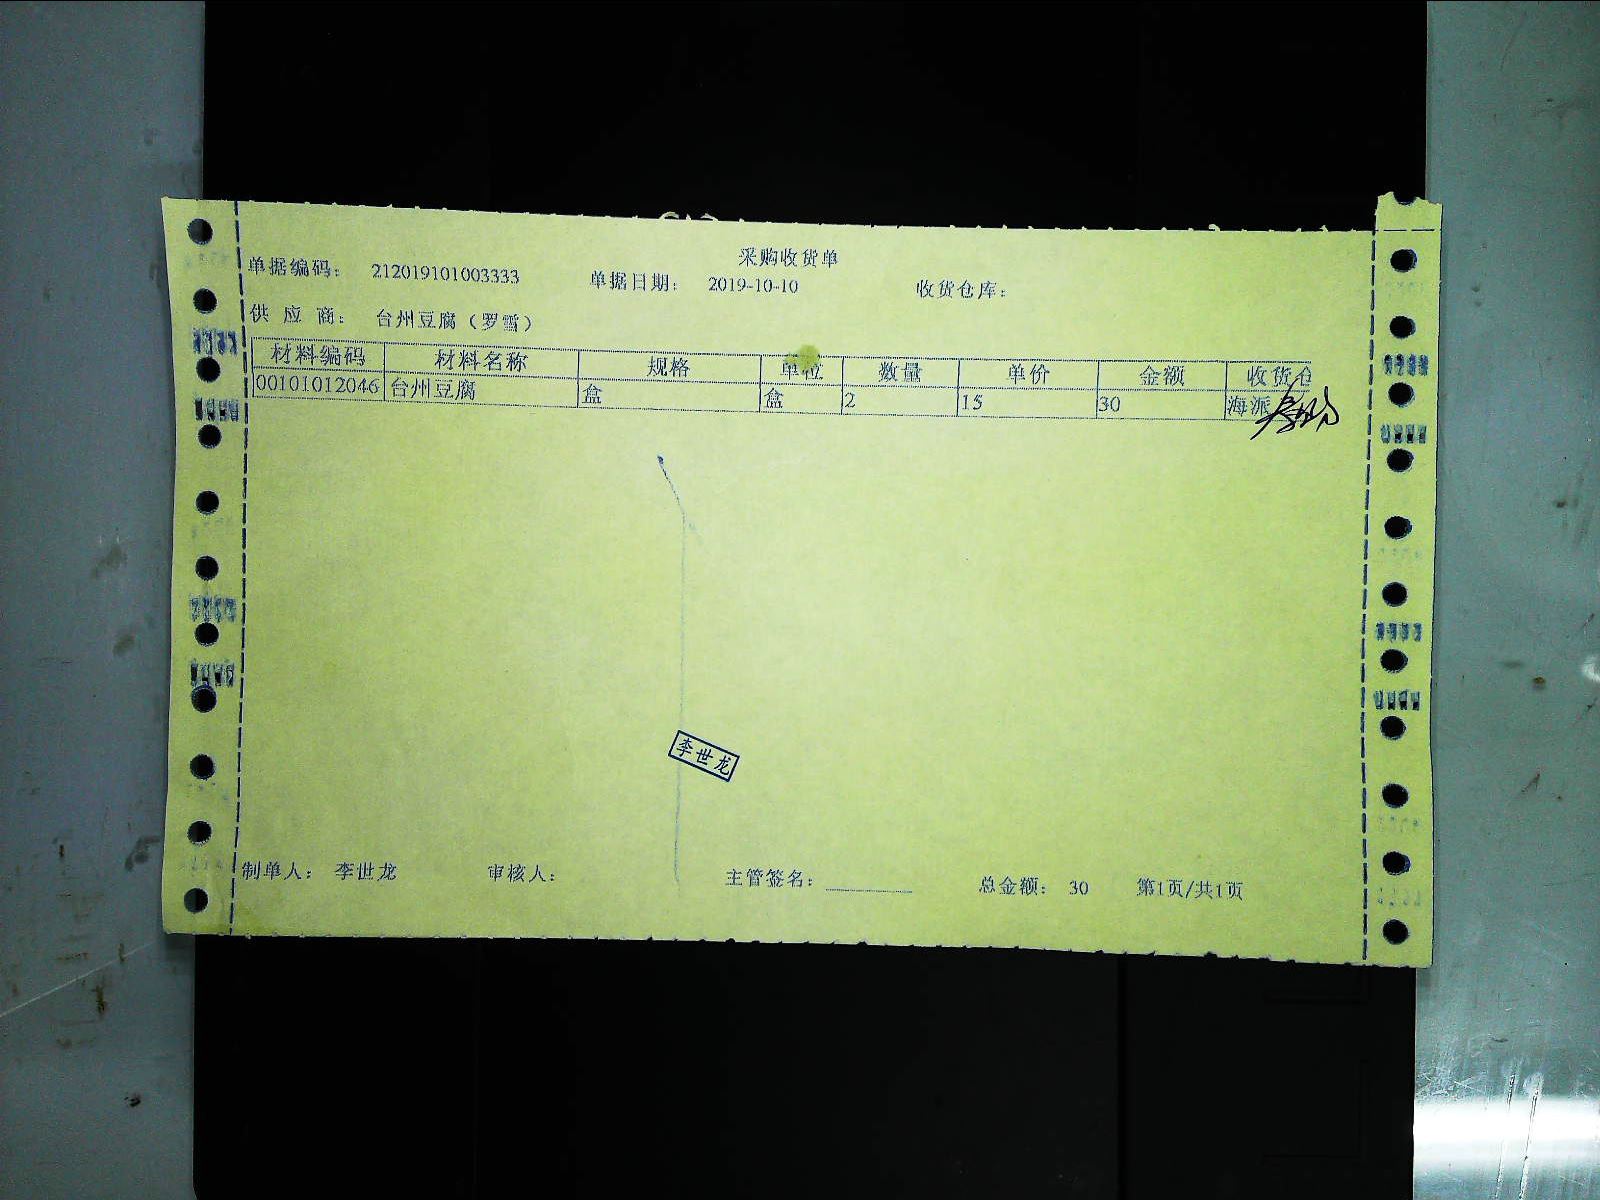 采购收货单
单据编码： 212019101003333 单据日期： 2019-10-10 收货仓库：
供 应 商： 台州豆腐（罗雪）
材料编码 材料名称 规格 单位 数量 单价 金额 收货仓
00101012046 台州豆腐 盒 盒 2 15 30 海派
李世龙
制单人： 李世龙 审核人： 主管签名： 总金额： 30 第1页/共1页